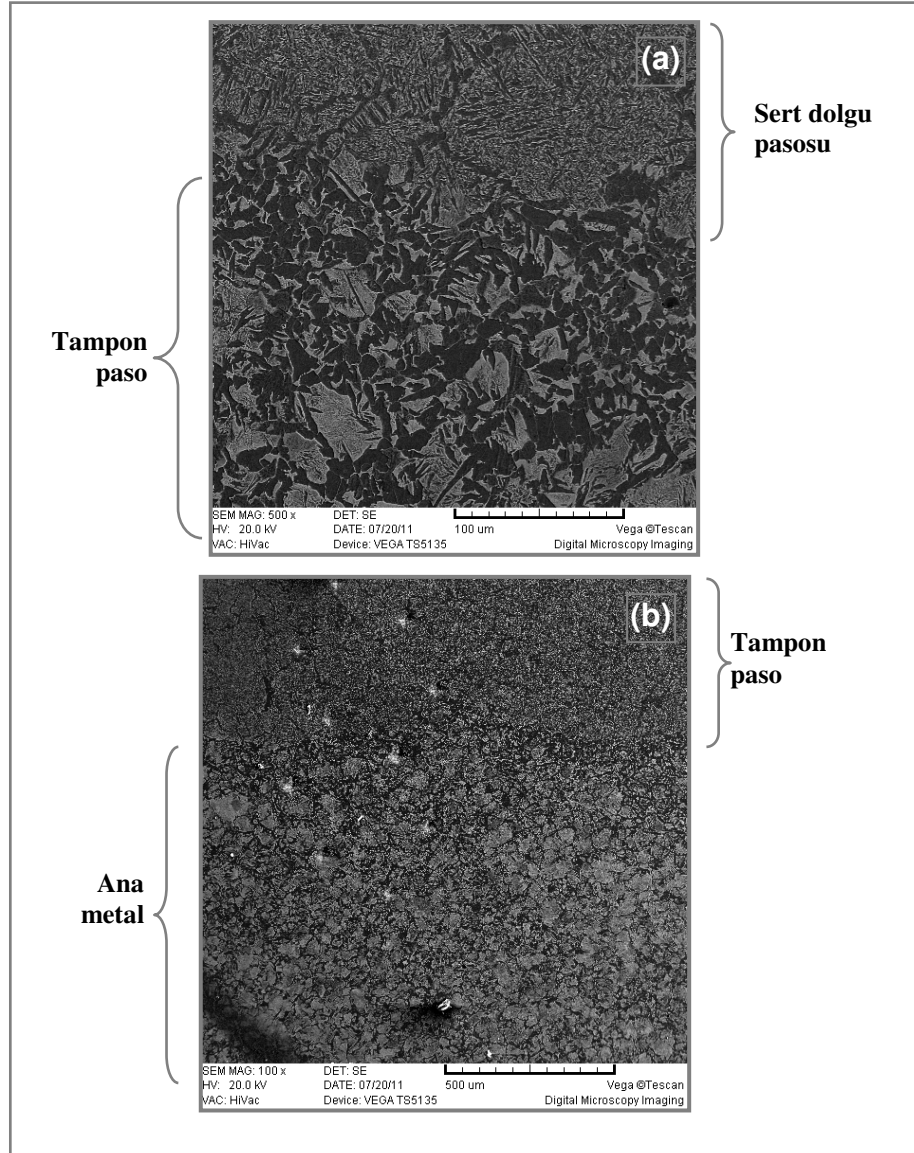 (a)
Sert dolgu
pasosu
Tampon
paso
SEM MAG: 500 x DET: SE
HV: 20.0 kV DATE: 07/20/11 100 um Vega ©Tescan
VAC: HiVac Device: VEGA TS5135 Digital Microscopy Imaging
(b)
Tampon
paso
Ana
metal
SEM MAG: 100 x DET: SE
HV: 20.0 kV DATE: 07/20/11 500 um Vega ©Tescan
VAC: HiVac Device: VEGA TS5135 Digital Microscopy Imaging